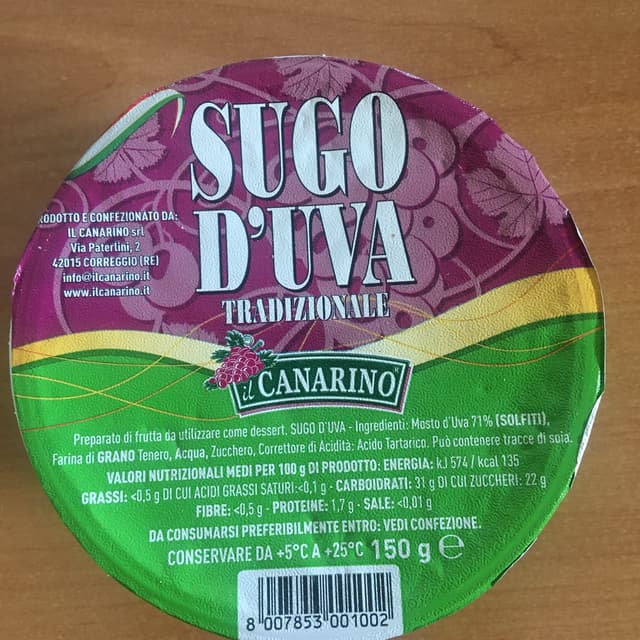 SUGO
D'UVA
TRADIZIONALE
RODOTTO E CONFEZIONATO DA:
IL CANARINO srl
Via Paterlini, 2
42015 CORREGGIO (RE)
info@ilcanarino.it
www.ilcanarino.it
il CANARINO
Preparato di frutta da utilizzare come dessert. SUGO D'UVA - Ingredienti: Mosto d'Uva 71% (SOLFITI),
Farina di GRANO Tenero, Acqua, Zucchero, Correttore di Acidità: Acido Tartarico. Può contenere tracce di soia.
VALORI NUTRIZIONALI MEDI PER 100 g DI PRODOTTO: ENERGIA: kJ 574 / kcal 135
GRASSI: <0,5 g DI CUI ACIDI GRASSI SATURI:<0,1 g - CARBOIDRATI: 31 g DI CUI ZUCCHERI: 22 g
FIBRE: <0,5 g - PROTEINE: 1,7 g - SALE: <0,01 g
DA CONSUMARSI PREFERIBILMENTE ENTRO: VEDI CONFEZIONE.
CONSERVARE DA +5°C A +25°C 150 g ℮
8 007853 001002